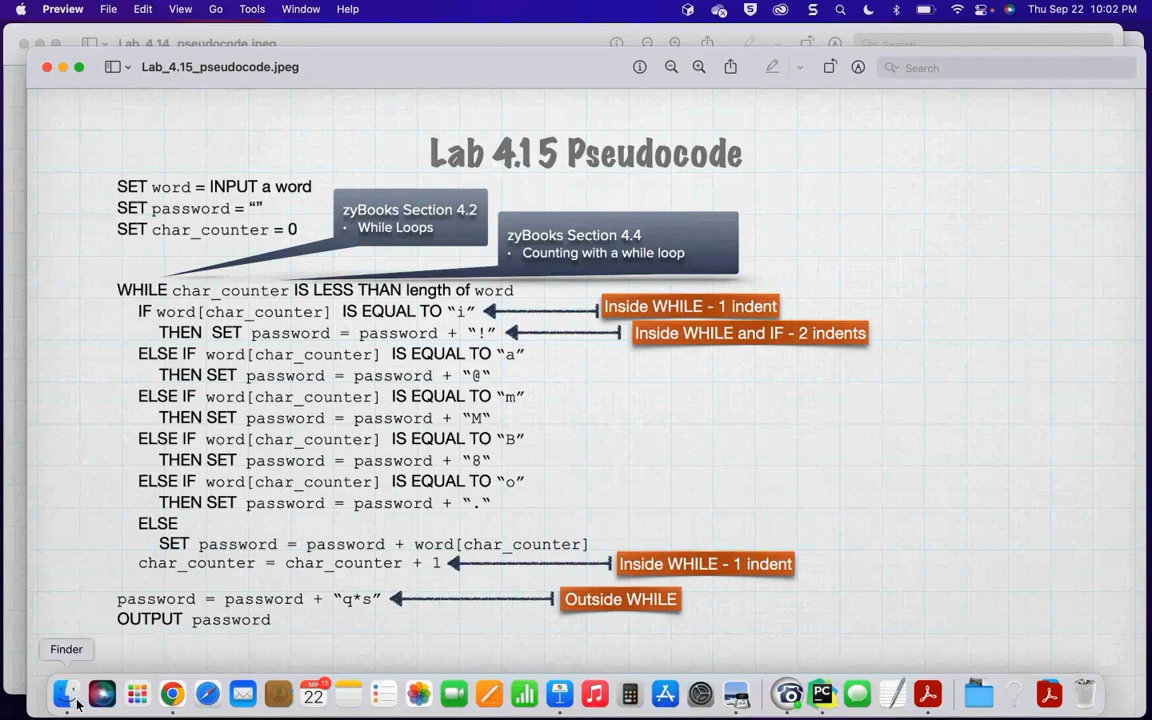 Preview File Edit View Go Tools Window Help Thu Sep 22 10:02 PM
Lab_4.14_pseudocode.jpeg Search
Lab_4.15_pseudocode.jpeg Search
Lab 4.15 Pseudocode
SET word = INPUT a word
SET password = “”
SET char_counter = 0
zyBooks Section 4.2
• While Loops
zyBooks Section 4.4
• Counting with a while loop
WHILE char_counter IS LESS THAN length of word
IF word[char_counter] IS EQUAL TO “i” Inside WHILE - 1 indent
THEN SET password = password + “!” Inside WHILE and IF - 2 indents
ELSE IF word[char_counter] IS EQUAL TO “a”
THEN SET password = password + “@“
ELSE IF word[char_counter] IS EQUAL TO “m”
THEN SET password = password + “M“
ELSE IF word[char_counter] IS EQUAL TO “B”
THEN SET password = password + “8“
ELSE IF word[char_counter] IS EQUAL TO “o”
THEN SET password = password + “.“
ELSE
SET password = password + word[char_counter]
char_counter = char_counter + 1 Inside WHILE - 1 indent
password = password + “q*s” Outside WHILE
OUTPUT password
Finder
SEP
22
PC